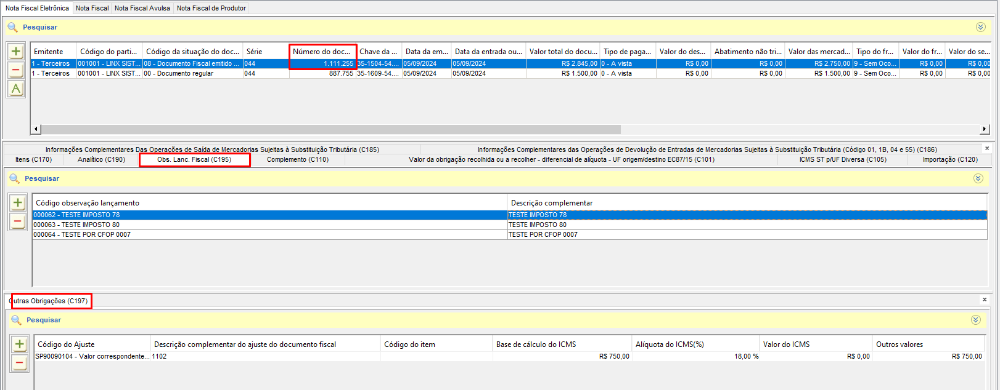 Nota Fiscal Eletrônica Nota Fiscal Nota Fiscal Avulsa Nota Fiscal de Produtor
Pesquisar
Emitente Código do parti... Código da situação do doc... Série Número do doc... Chave da ... Data da em... Data da entrada ou... Valor total do docu... Tipo de paga... Valor do des... Abatimento não tri... Valor das mercad... Tipo do fr... Valor do fr... Valor do se...
1 - Terceiros 001001 - LINX SIST... 08 - Documento Fiscal emitido ... 044 1.111.255 35-1504-54.... 05/09/2024 05/09/2024 R$ 2.845,00 0 - A vista R$ 0,00 R$ 0,00 R$ 2.750,00 9 - Sem Oco... R$ 0,00 R$ 0,00
1 - Terceiros 001001 - LINX SIST... 00 - Documento regular 044 887.755 35-1609-54.... 05/09/2024 05/09/2024 R$ 1.500,00 0 - A vista R$ 0,00 R$ 0,00 R$ 1.500,00 9 - Sem Oco... R$ 0,00 R$ 0,00
A
Informações Complementares Das Operações de Saída de Mercadorias Sujeitas à Substituição Tributária (C185) Informações Complementares das Operações de Devolução de Entradas de Mercadorias Sujeitas à Substituição Tributária (Código 01, 1B, 04 e 55) (C186)
Itens (C170) Analítico (C190) Obs. Lanc. Fiscal (C195) Complemento (C110) Valor da obrigação recolhida ou a recolher - diferencial de alíquota - UF origem/destino EC87/15 (C101) ICMS ST p/UF Diversa (C105) Importação (C120)
Pesquisar
Código observação lançamento Descrição complementar
000062 - TESTE IMPOSTO 78 TESTE IMPOSTO 78
000063 - TESTE IMPOSTO 80 TESTE IMPOSTO 80
000064 - TESTE POR CFOP 0007 TESTE POR CFOP 0007
Outras Obrigações (C197)
Pesquisar
Código do Ajuste Descrição complementar do ajuste do documento fiscal Código do item Base de cálculo do ICMS Alíquota do ICMS(%) Valor do ICMS Outros valores
SP90090104 - Valor correspondente... 1102 R$ 750,00 18,00 % R$ 0,00 R$ 750,00